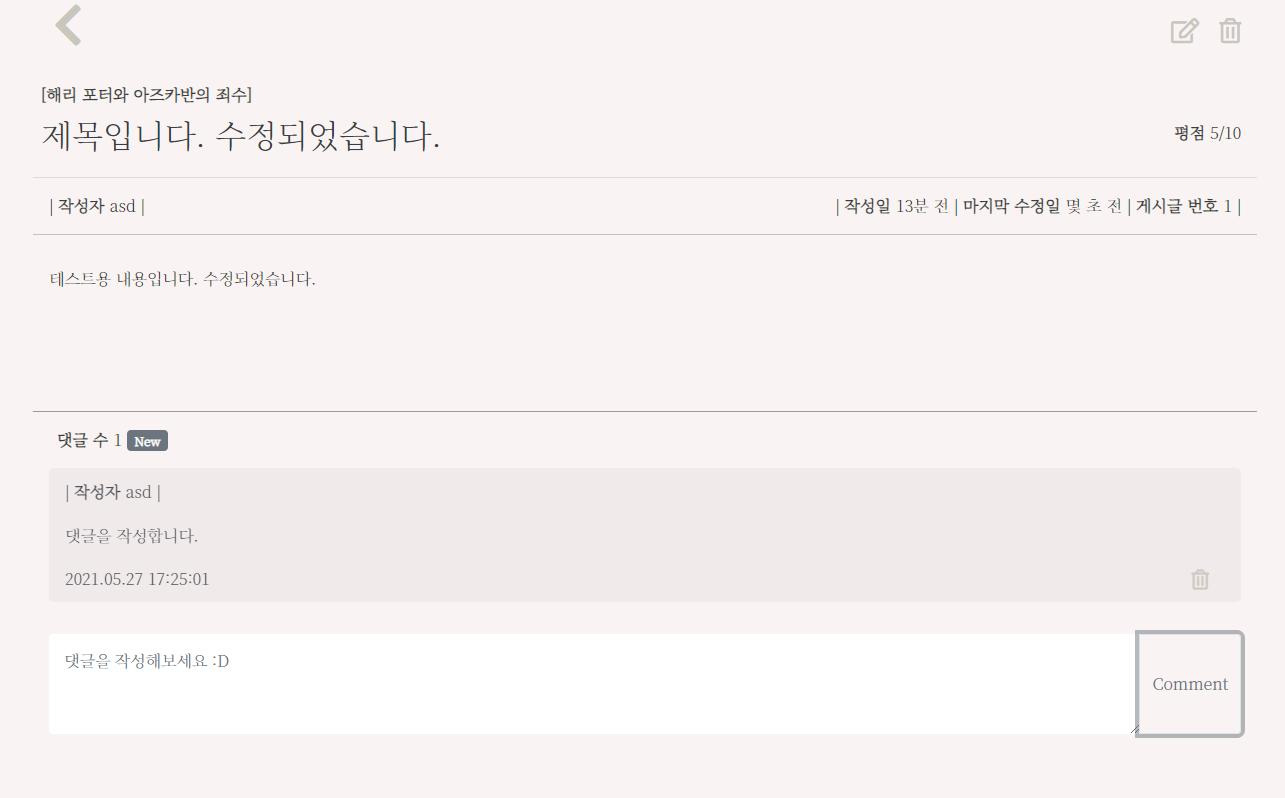 [해리 포터와 아즈카반의 죄수]
제목입니다. 수정되었습니다.
평점 5/10
| 작성자 asd |
| 작성일 13분 전 | 마지막 수정일 몇 초 전 | 게시글 번호 1 |
테스트용 내용입니다. 수정되었습니다.
댓글 수 1 New
| 작성자 asd |
댓글을 작성합니다.
2021.05.27 17:25:01
댓글을 작성해보세요 :D
Comment